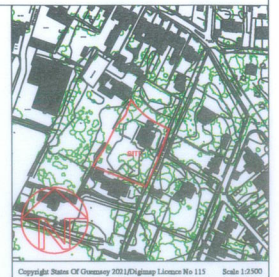 SITE
N
Copyright States Of Guernsey 2021/Digimap Licence No 115 Scale 1:2500